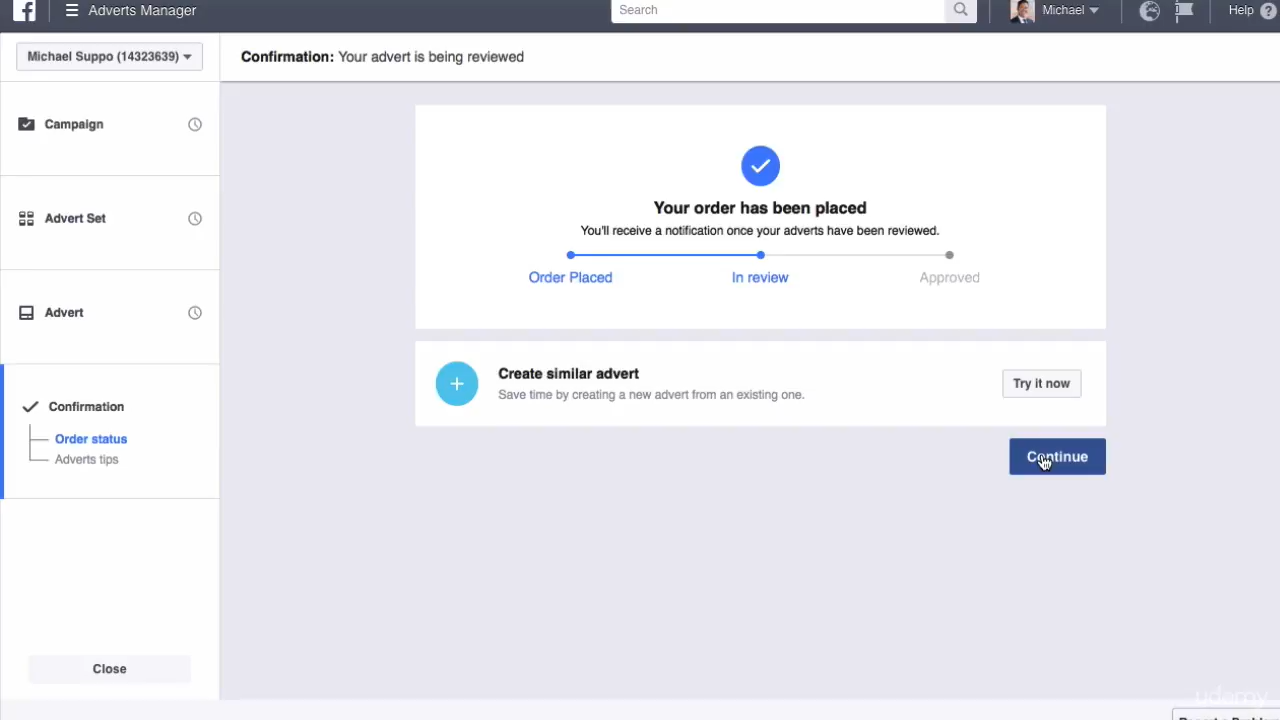 Adverts Manager
Search
Michael
Help
Michael Suppo (14323639)
Confirmation: Your advert is being reviewed
Campaign
Advert Set
Advert
Confirmation
Order status
Adverts tips
Close
Your order has been placed
You'll receive a notification once your adverts have been reviewed.
Order Placed
In review
Approved
Create similar advert
Save time by creating a new advert from an existing one.
Try it now
Continue
udemy